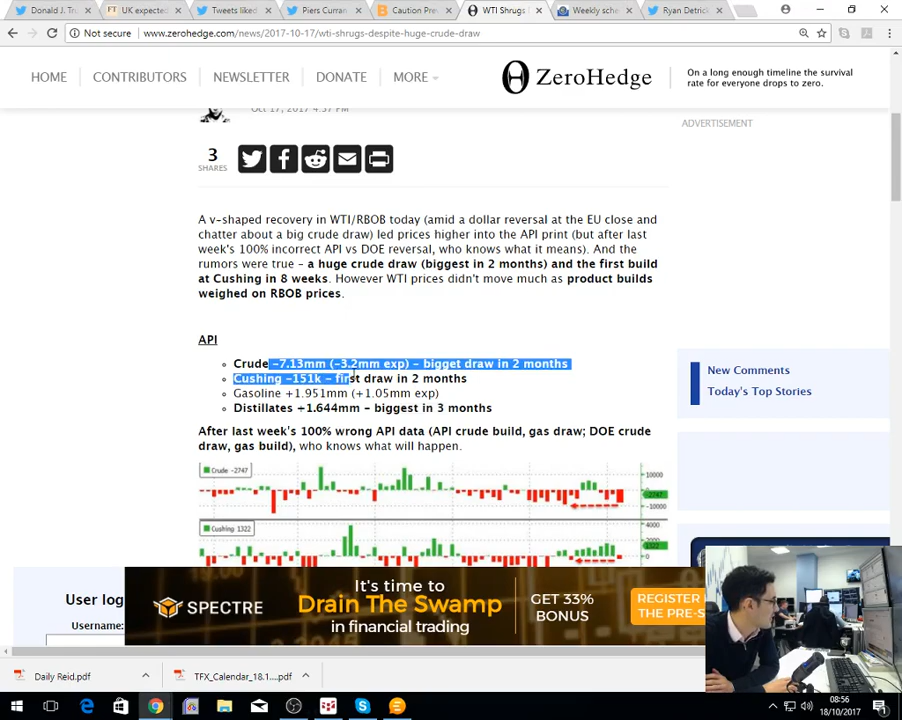 Donald J. Tru
UK expected
Tweets liked
Piers Curran
Caution Pre
WTI Shrugs
Weekly sche
Ryan Detrick
Not secure
www.zerohedge.com/news/2017-10-17/wti-shrugs-despite-huge-crude-draw
HOME
CONTRIBUTORS
NEWSLETTER
DONATE
MORE
ZeroHedge
On a long enough timeline the survival
rate for everyone drops to zero.
Oct 17, 2017 4:37 PM
ADVERTISEMENT
3
SHARES
A v-shaped recovery in WTI/RBOB today (amid a dollar reversal at the EU close and
chatter about a big crude draw) led prices higher into the API print (but after last
week's 100% incorrect API vs DOE reversal, who knows what it means). And the
rumors were true – a huge crude draw (biggest in 2 months) and the first build
at Cushing in 8 weeks. However WTI prices didn't move much as product builds
weighed on RBOB prices.
API
Crude -7.13mm (-3.2mm exp) – bigget draw in 2 months
Cushing -151k – first draw in 2 months
Gasoline +1.951mm (+1.05mm exp)
Distillates +1.644mm – biggest in 3 months
New Comments
Today's Top Stories
After last week's 100% wrong API data (API crude build, gas draw; DOE crude
draw, gas build), who knows what will happen.
Crude -2747
10000
-2747
-10000
Cushing 1322
4000
2000
1322
0
User log
Username:
SPECTRE
It's time to
Drain The Swamp
in financial trading
GET 33%
BONUS
REGISTER
THE PRE-S
Daily Reid.pdf
TFX_Calendar_18.1....pdf
08:56
18/10/2017